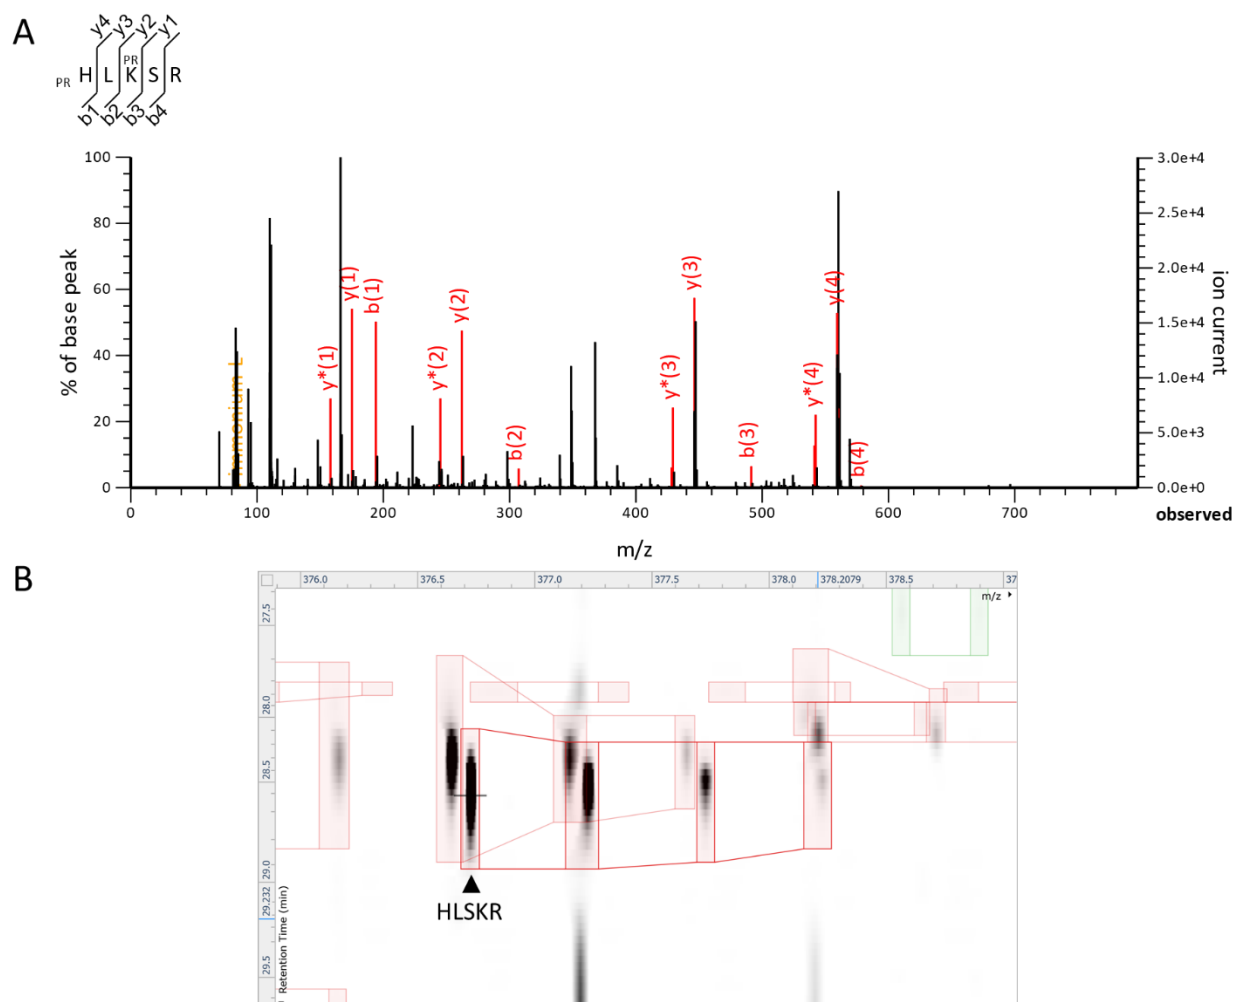 A
y4 y3 y2 y1
PR
PR H L K S R
b1 b2 b3 b4
100 80 60 40 20 0
% of base peak
3.0e+4 2.5e+4 2.0e+4 1.5e+4 1.0e+4 5.0e+3 0.0e+0
ion current
immonium L
y*(1)
y(1)
b(1)
y*(2)
y(2)
b(2)
y*(3)
y(3)
b(3)
y*(4)
y(4)
b(4)
0 100 200 300 400 500 600 700 observed
m/z
B
376.0 376.5 377.0 377.5 378.0 378.2079 378.5 37
m/z
27.5
28.0
28.5
29.0
29.232
29.5
Retention Time (min)
HLSKR